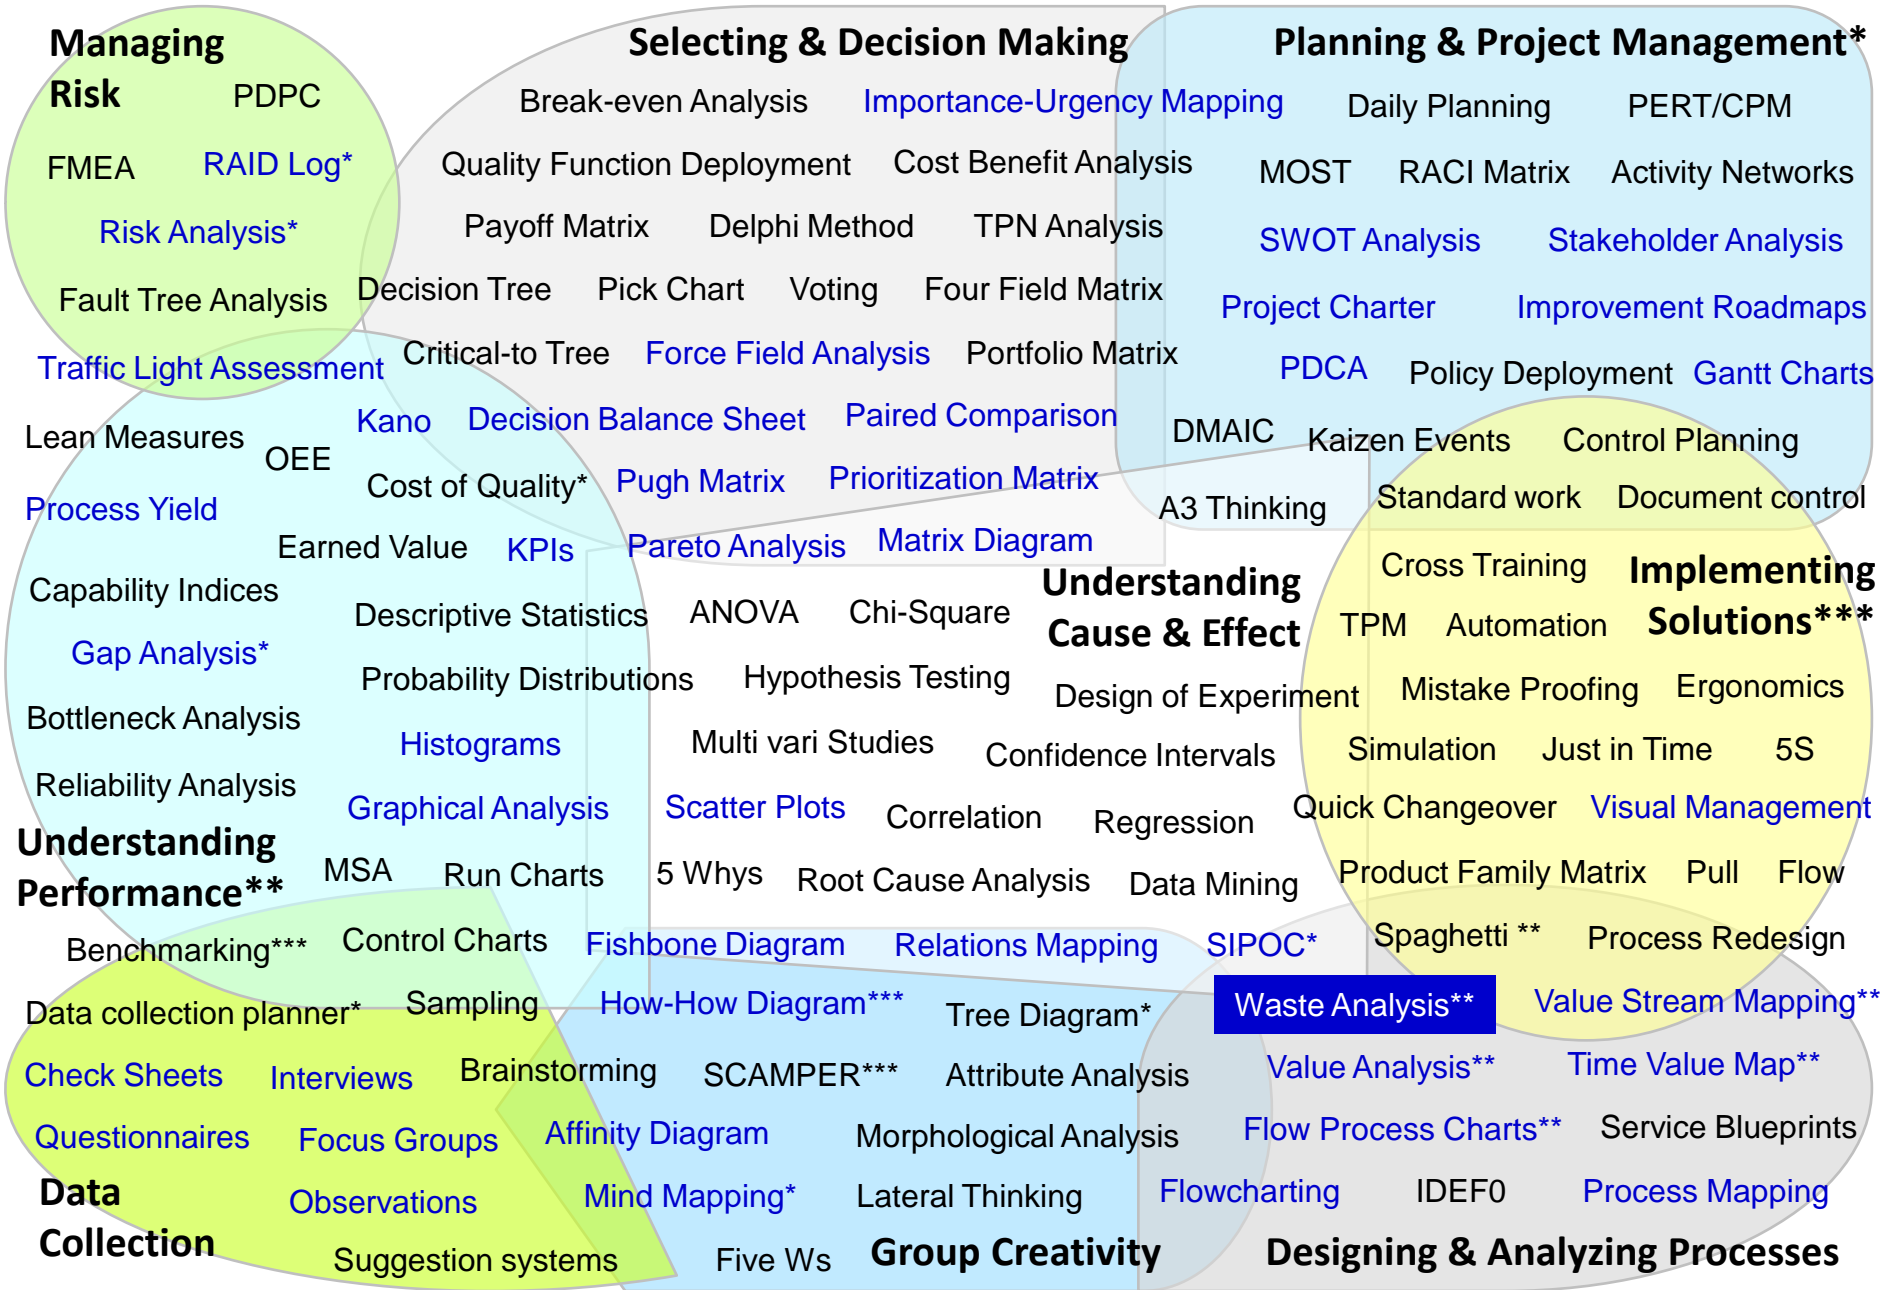 Managing
Risk
Selecting & Decision Making
Planning & Project Management*
PDPC
Break-even Analysis
Importance-Urgency Mapping
Daily Planning
PERT/CPM
FMEA
RAID Log*
Quality Function Deployment
Cost Benefit Analysis
MOST
RACI Matrix
Activity Networks
Risk Analysis*
Payoff Matrix
Delphi Method
TPN Analysis
SWOT Analysis
Stakeholder Analysis
Fault Tree Analysis
Decision Tree
Pick Chart
Voting
Four Field Matrix
Project Charter
Improvement Roadmaps
Traffic Light Assessment
Critical-to Tree
Force Field Analysis
Portfolio Matrix
PDCA
Policy Deployment
Gantt Charts
Lean Measures
OEE
Kano
Decision Balance Sheet
Paired Comparison
DMAIC
Kaizen Events
Control Planning
Process Yield
Cost of Quality*
Pugh Matrix
Prioritization Matrix
A3 Thinking
Standard work
Document control
Earned Value
KPIs
Pareto Analysis
Matrix Diagram
Understanding
Cause & Effect
Cross Training
Implementing
Solutions***
Capability Indices
Descriptive Statistics
ANOVA
Chi-Square
TPM
Automation
Gap Analysis*
Probability Distributions
Hypothesis Testing
Design of Experiment
Mistake Proofing
Ergonomics
Bottleneck Analysis
Histograms
Multi vari Studies
Confidence Intervals
Simulation
Just in Time
5S
Reliability Analysis
Graphical Analysis
Scatter Plots
Correlation
Regression
Quick Changeover
Visual Management
Understanding
Performance**
MSA
Run Charts
5 Whys
Root Cause Analysis
Data Mining
Product Family Matrix
Pull
Flow
Benchmarking***
Control Charts
Fishbone Diagram
Relations Mapping
SIPOC*
Spaghetti **
Process Redesign
Data collection planner*
Sampling
How-How Diagram***
Tree Diagram*
Waste Analysis**
Value Stream Mapping**
Check Sheets
Interviews
Brainstorming
SCAMPER***
Attribute Analysis
Value Analysis**
Time Value Map**
Questionnaires
Focus Groups
Affinity Diagram
Morphological Analysis
Flow Process Charts**
Service Blueprints
Data
Collection
Observations
Mind Mapping*
Lateral Thinking
Flowcharting
IDEF0
Process Mapping
Suggestion systems
Five Ws
Group Creativity
Designing & Analyzing Processes